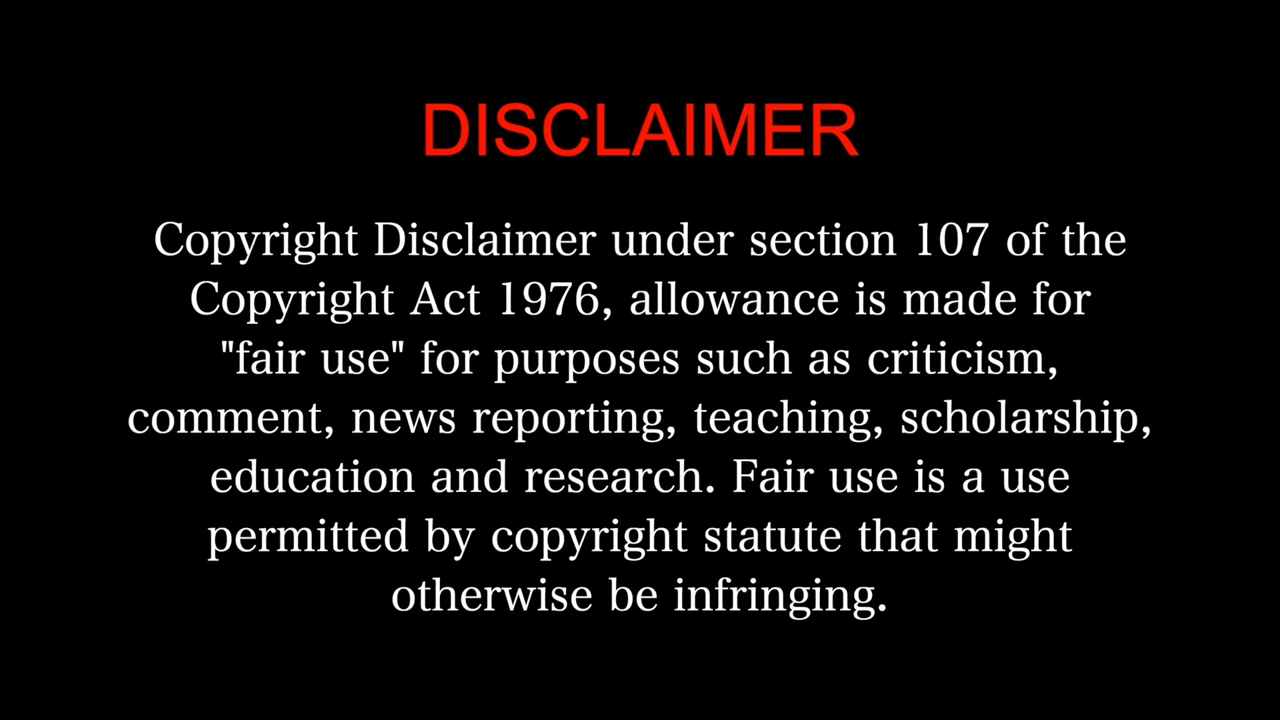 DISCLAIMER
Copyright Disclaimer under section 107 of the
Copyright Act 1976, allowance is made for
"fair use" for purposes such as criticism,
comment, news reporting, teaching, scholarship,
education and research. Fair use is a use
permitted by copyright statute that might
otherwise be infringing.